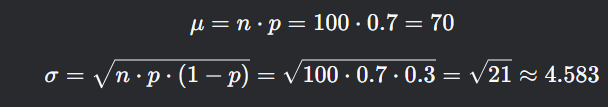 μ = n · p = 100 · 0.7 = 70
σ = √(n · p · (1 − p)) = √(100 · 0.7 · 0.3) = √21 ≈ 4.583